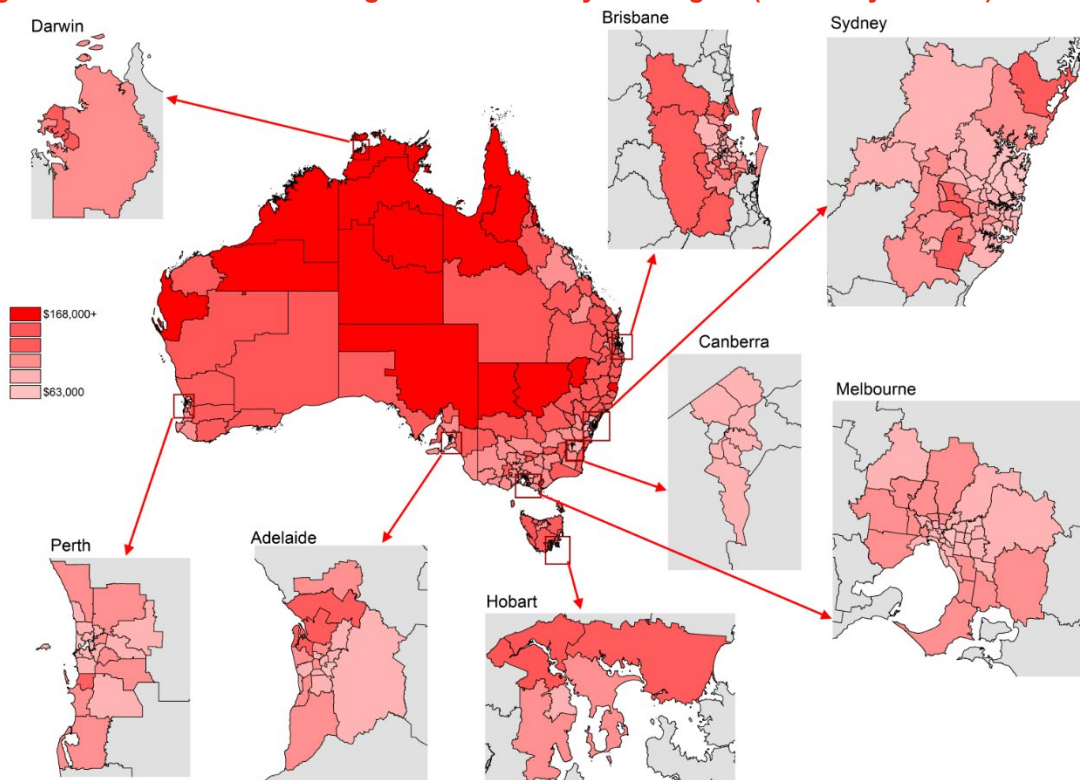 Darwin
Brisbane
Sydney
$168,000+
$63,000
Canberra
Melbourne
Perth
Adelaide
Hobart